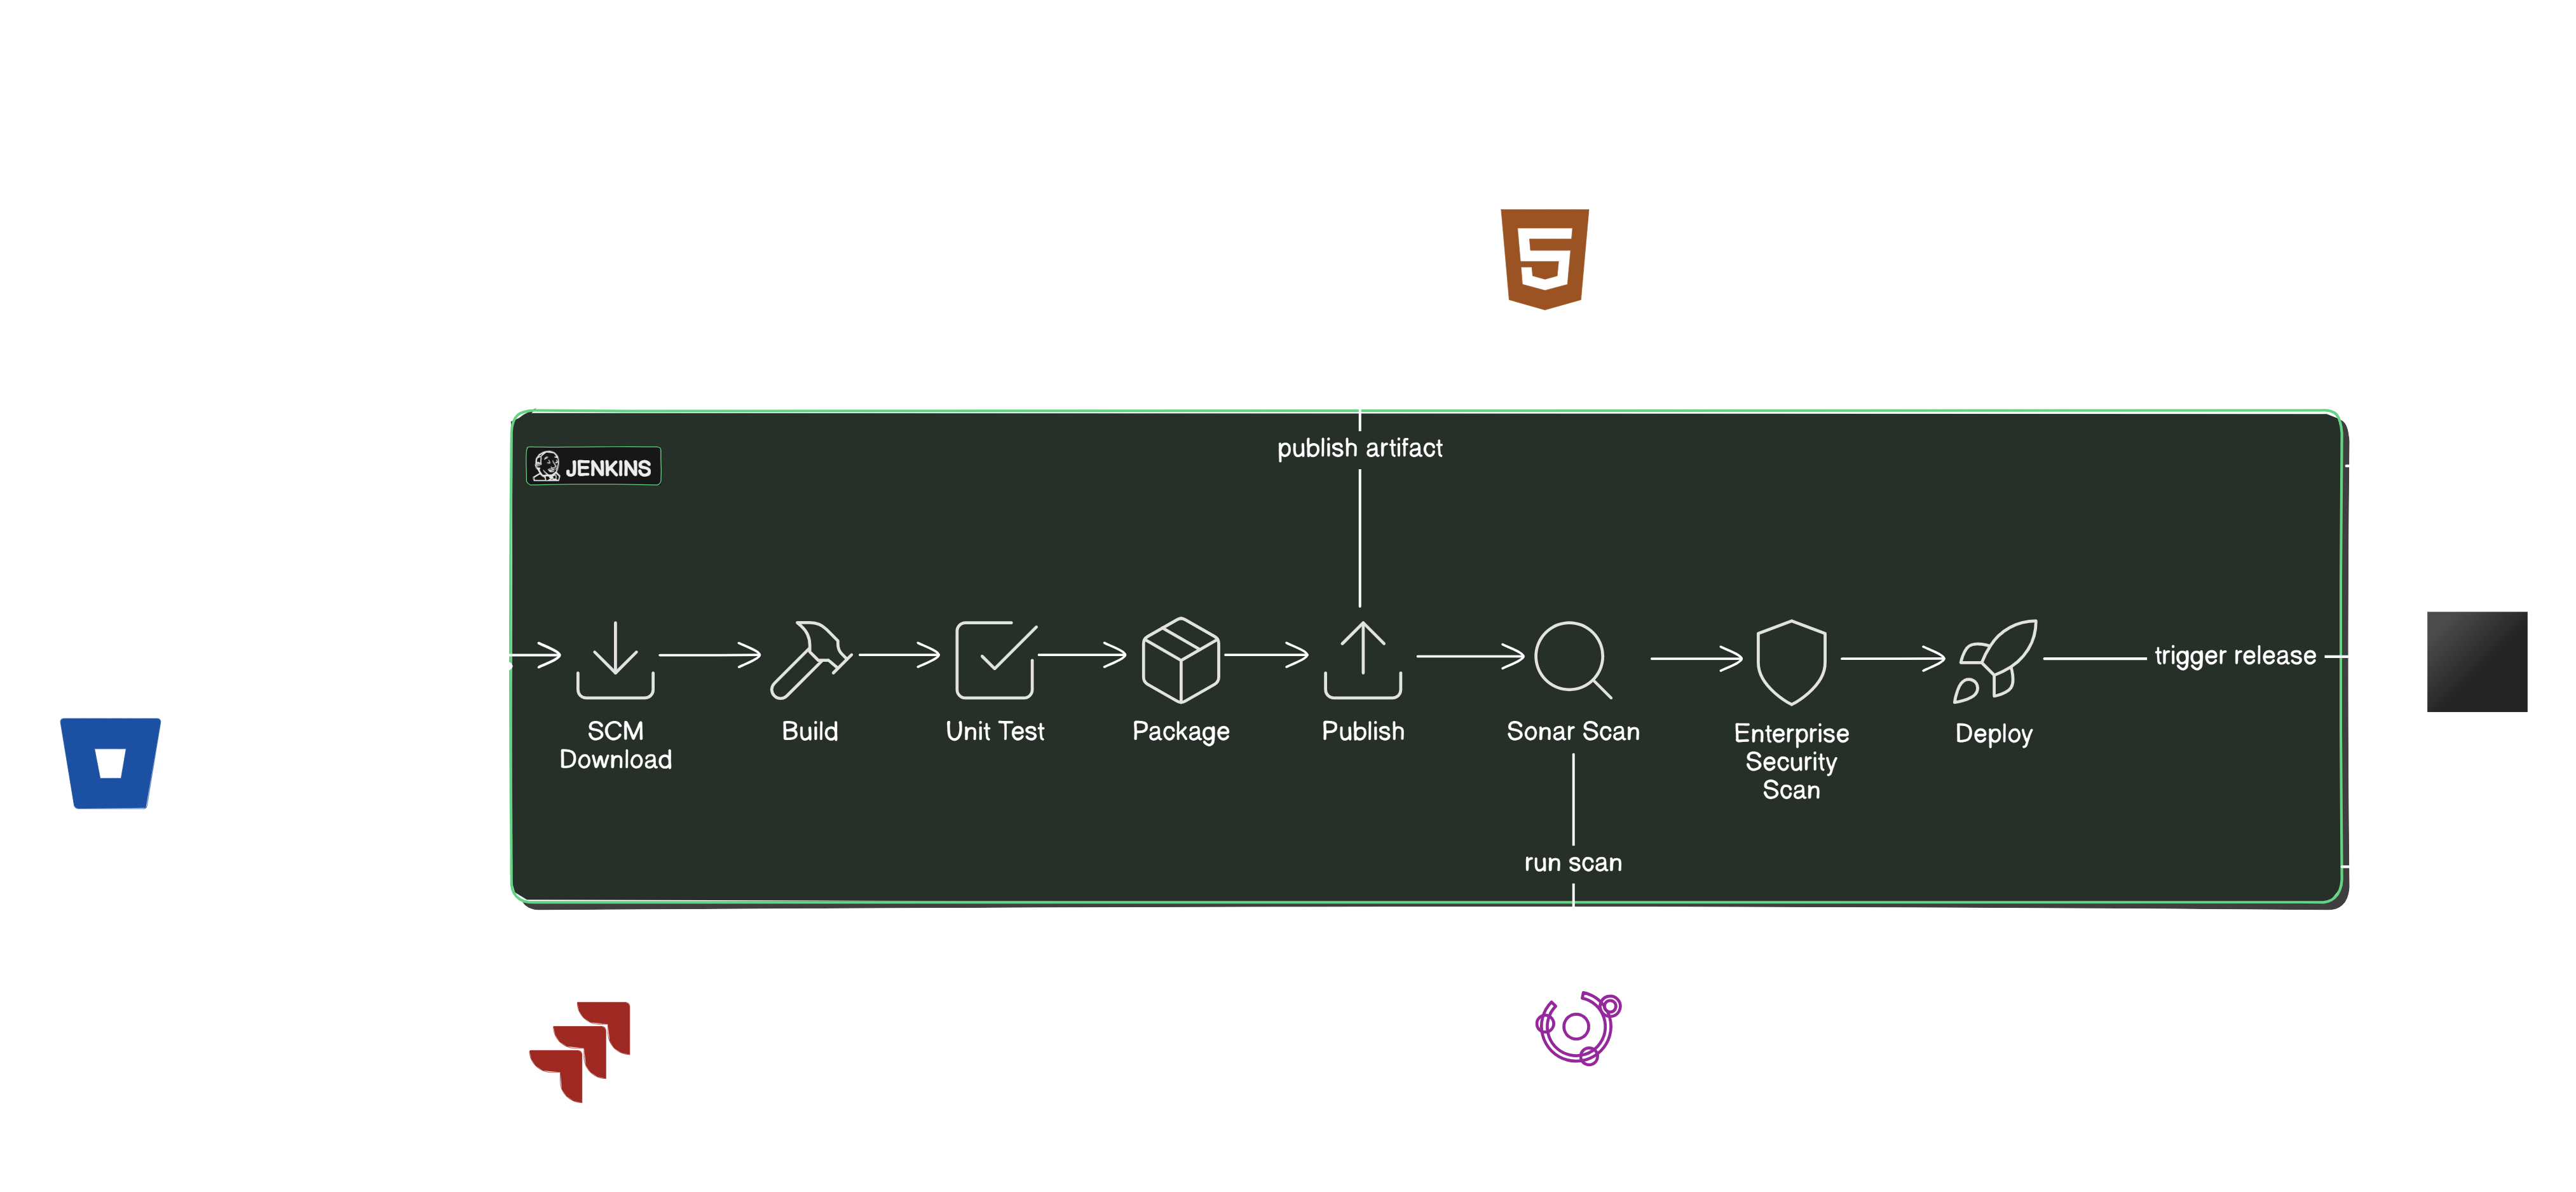 publish artifact
JENKINS
trigger release
SCM
Download
Build
Unit Test
Package
Publish
Sonar Scan
Enterprise
Security
Scan
Deploy
run scan